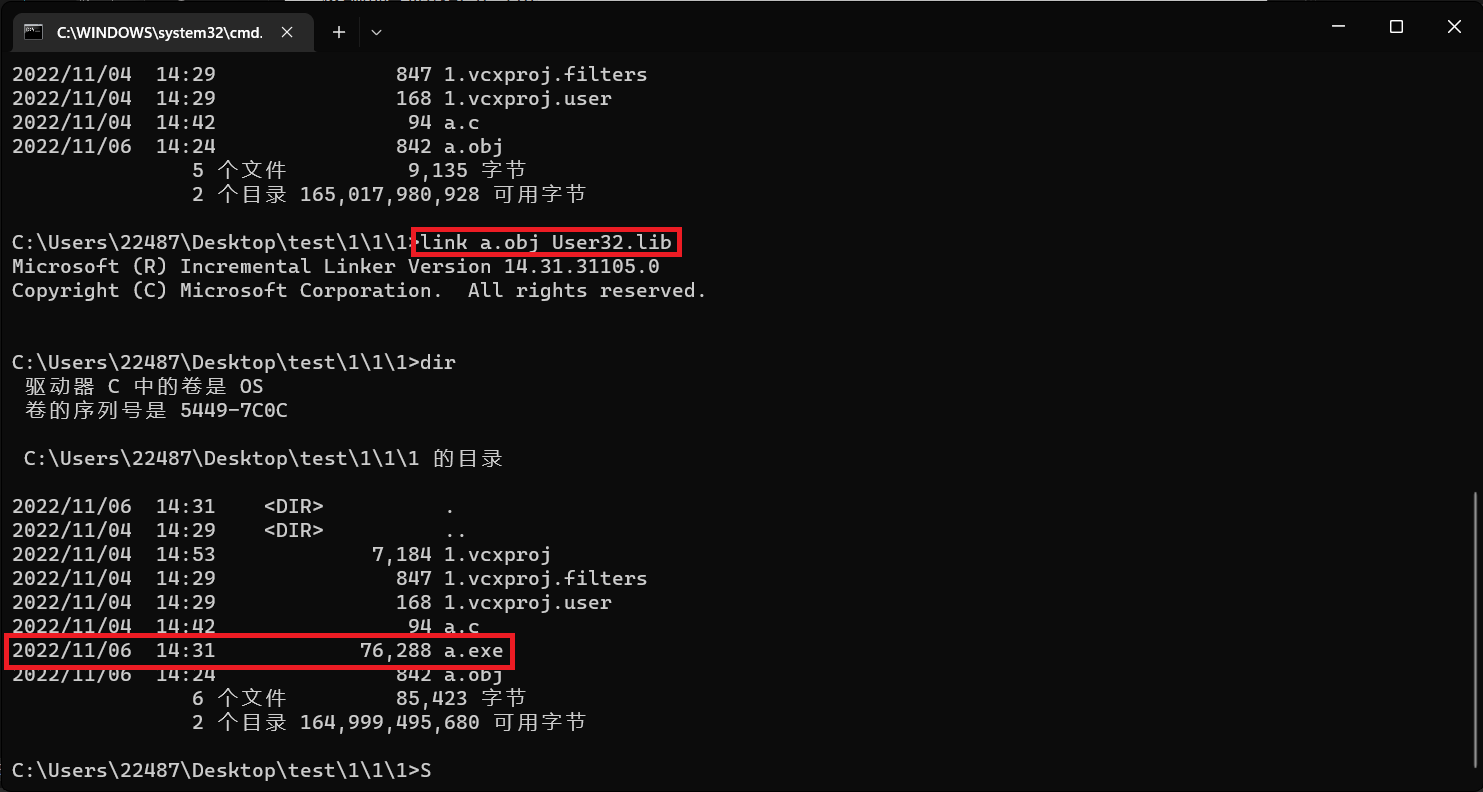 C:\WINDOWS\system32\cmd.
2022/11/04  14:29               847 1.vcxproj.filters
2022/11/04  14:29               168 1.vcxproj.user
2022/11/04  14:42                94 a.c
2022/11/06  14:24               842 a.obj
               5 个文件          9,135 字节
               2 个目录 165,017,980,928 可用字节
C:\Users\22487\Desktop\test\1\1\1>link a.obj User32.lib
Microsoft (R) Incremental Linker Version 14.31.31105.0
Copyright (C) Microsoft Corporation.  All rights reserved.
C:\Users\22487\Desktop\test\1\1\1>dir
 驱动器 C 中的卷是 OS
 卷的序列号是 5449-7C0C
 C:\Users\22487\Desktop\test\1\1\1 的目录
2022/11/06  14:31    <DIR>          .
2022/11/04  14:29    <DIR>          ..
2022/11/04  14:53             7,184 1.vcxproj
2022/11/04  14:29               847 1.vcxproj.filters
2022/11/04  14:29               168 1.vcxproj.user
2022/11/04  14:42                94 a.c
2022/11/06  14:31            76,288 a.exe
2022/11/06  14:24               842 a.obj
               6 个文件         85,423 字节
               2 个目录 164,999,495,680 可用字节
C:\Users\22487\Desktop\test\1\1\1>S